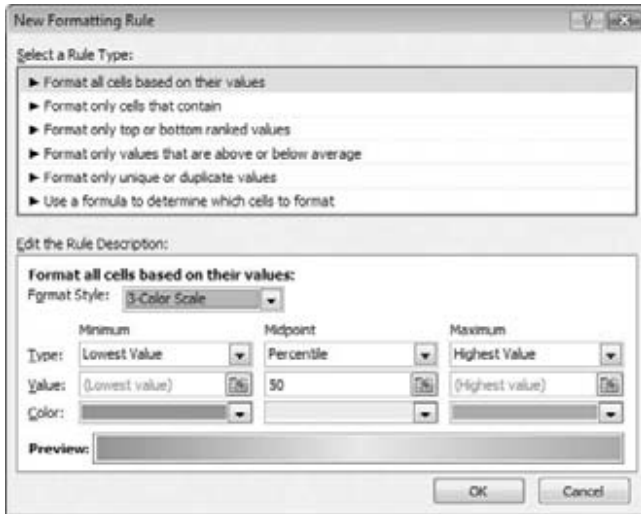 New Formatting Rule
Select a Rule Type:
► Format all cells based on their values
► Format only cells that contain
► Format only top or bottom ranked values
► Format only values that are above or below average
► Format only unique or duplicate values
► Use a formula to determine which cells to format
Edit the Rule Description:
Format all cells based on their values:
Format Style: 3-Color Scale
Minimum Midpoint Maximum
Type: Lowest Value Percentile Highest Value
Value: (Lowest value) 50 (Highest value)
Color:
Preview:
OK Cancel